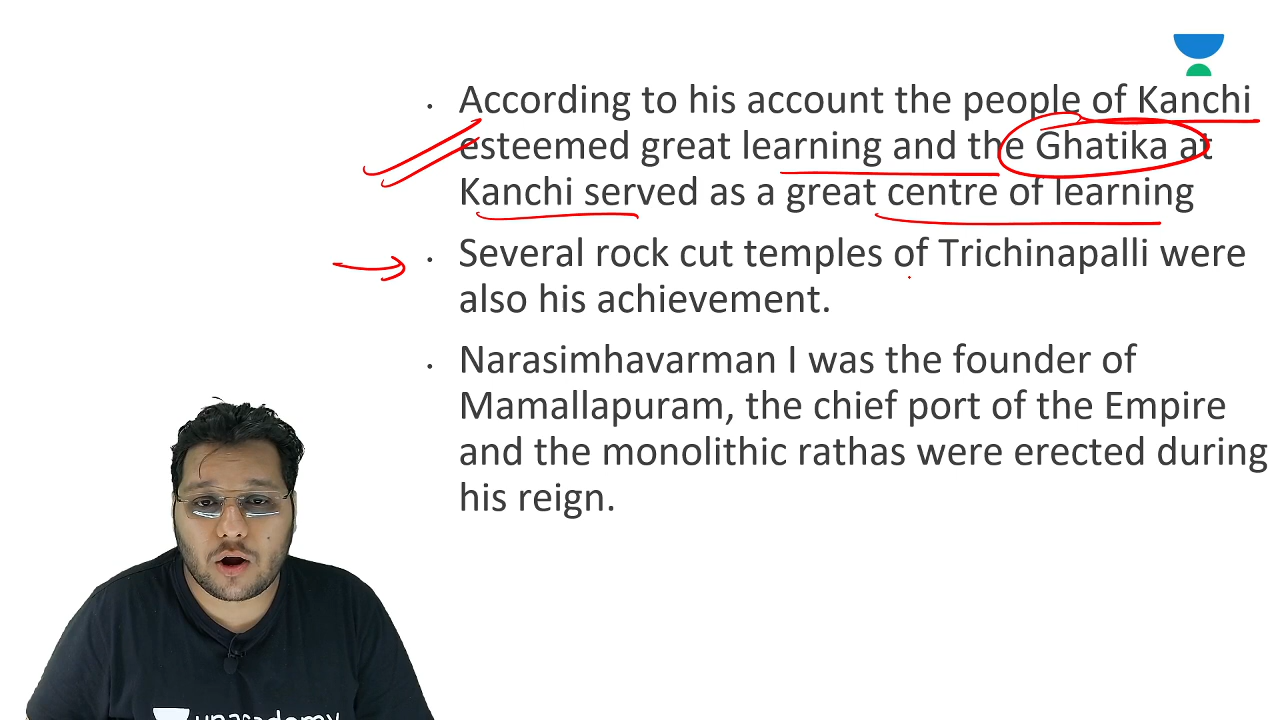 . According to his account the people of Kanchi
esteemed great learning and the Ghatika at
Kanchi served as a great centre of learning
. Several rock cut temples of Trichinapalli were
also his achievement.
. Narasimhavarman I was the founder of
Mamallapuram, the chief port of the Empire
and the monolithic rathas were erected during
his reign.
unacademy